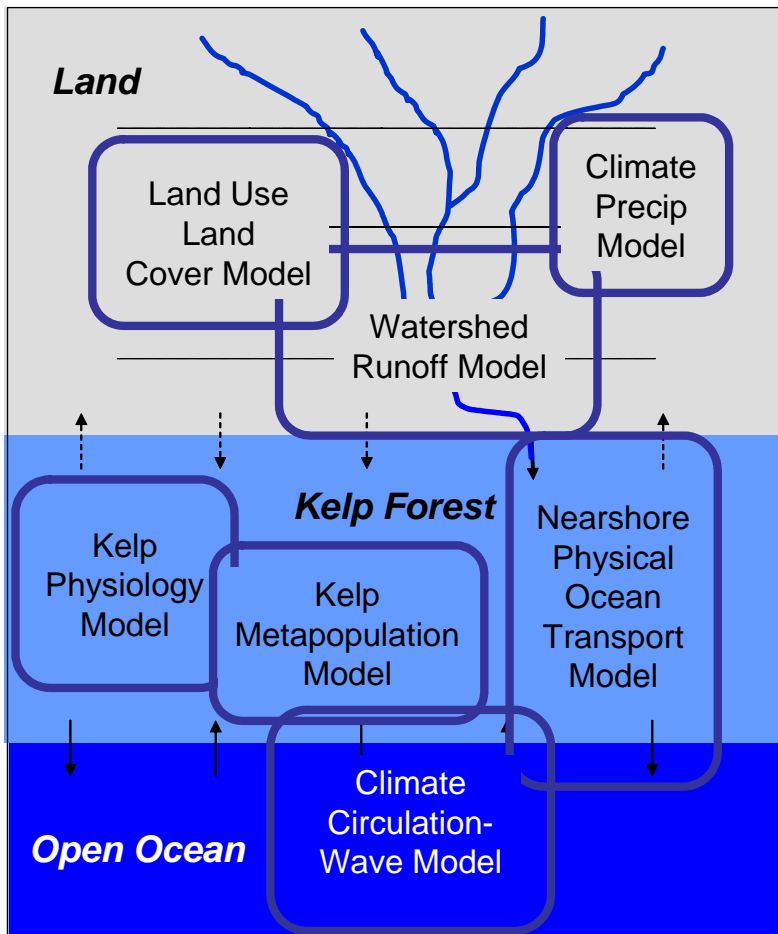 Land
Land Use
Land
Cover Model
Climate
Precip
Model
Watershed
Runoff Model
Kelp Forest
Kelp
Physiology
Model
Kelp
Metapopulation
Model
Nearshore
Physical
Ocean
Transport
Model
Open Ocean
Climate
Circulation-
Wave Model